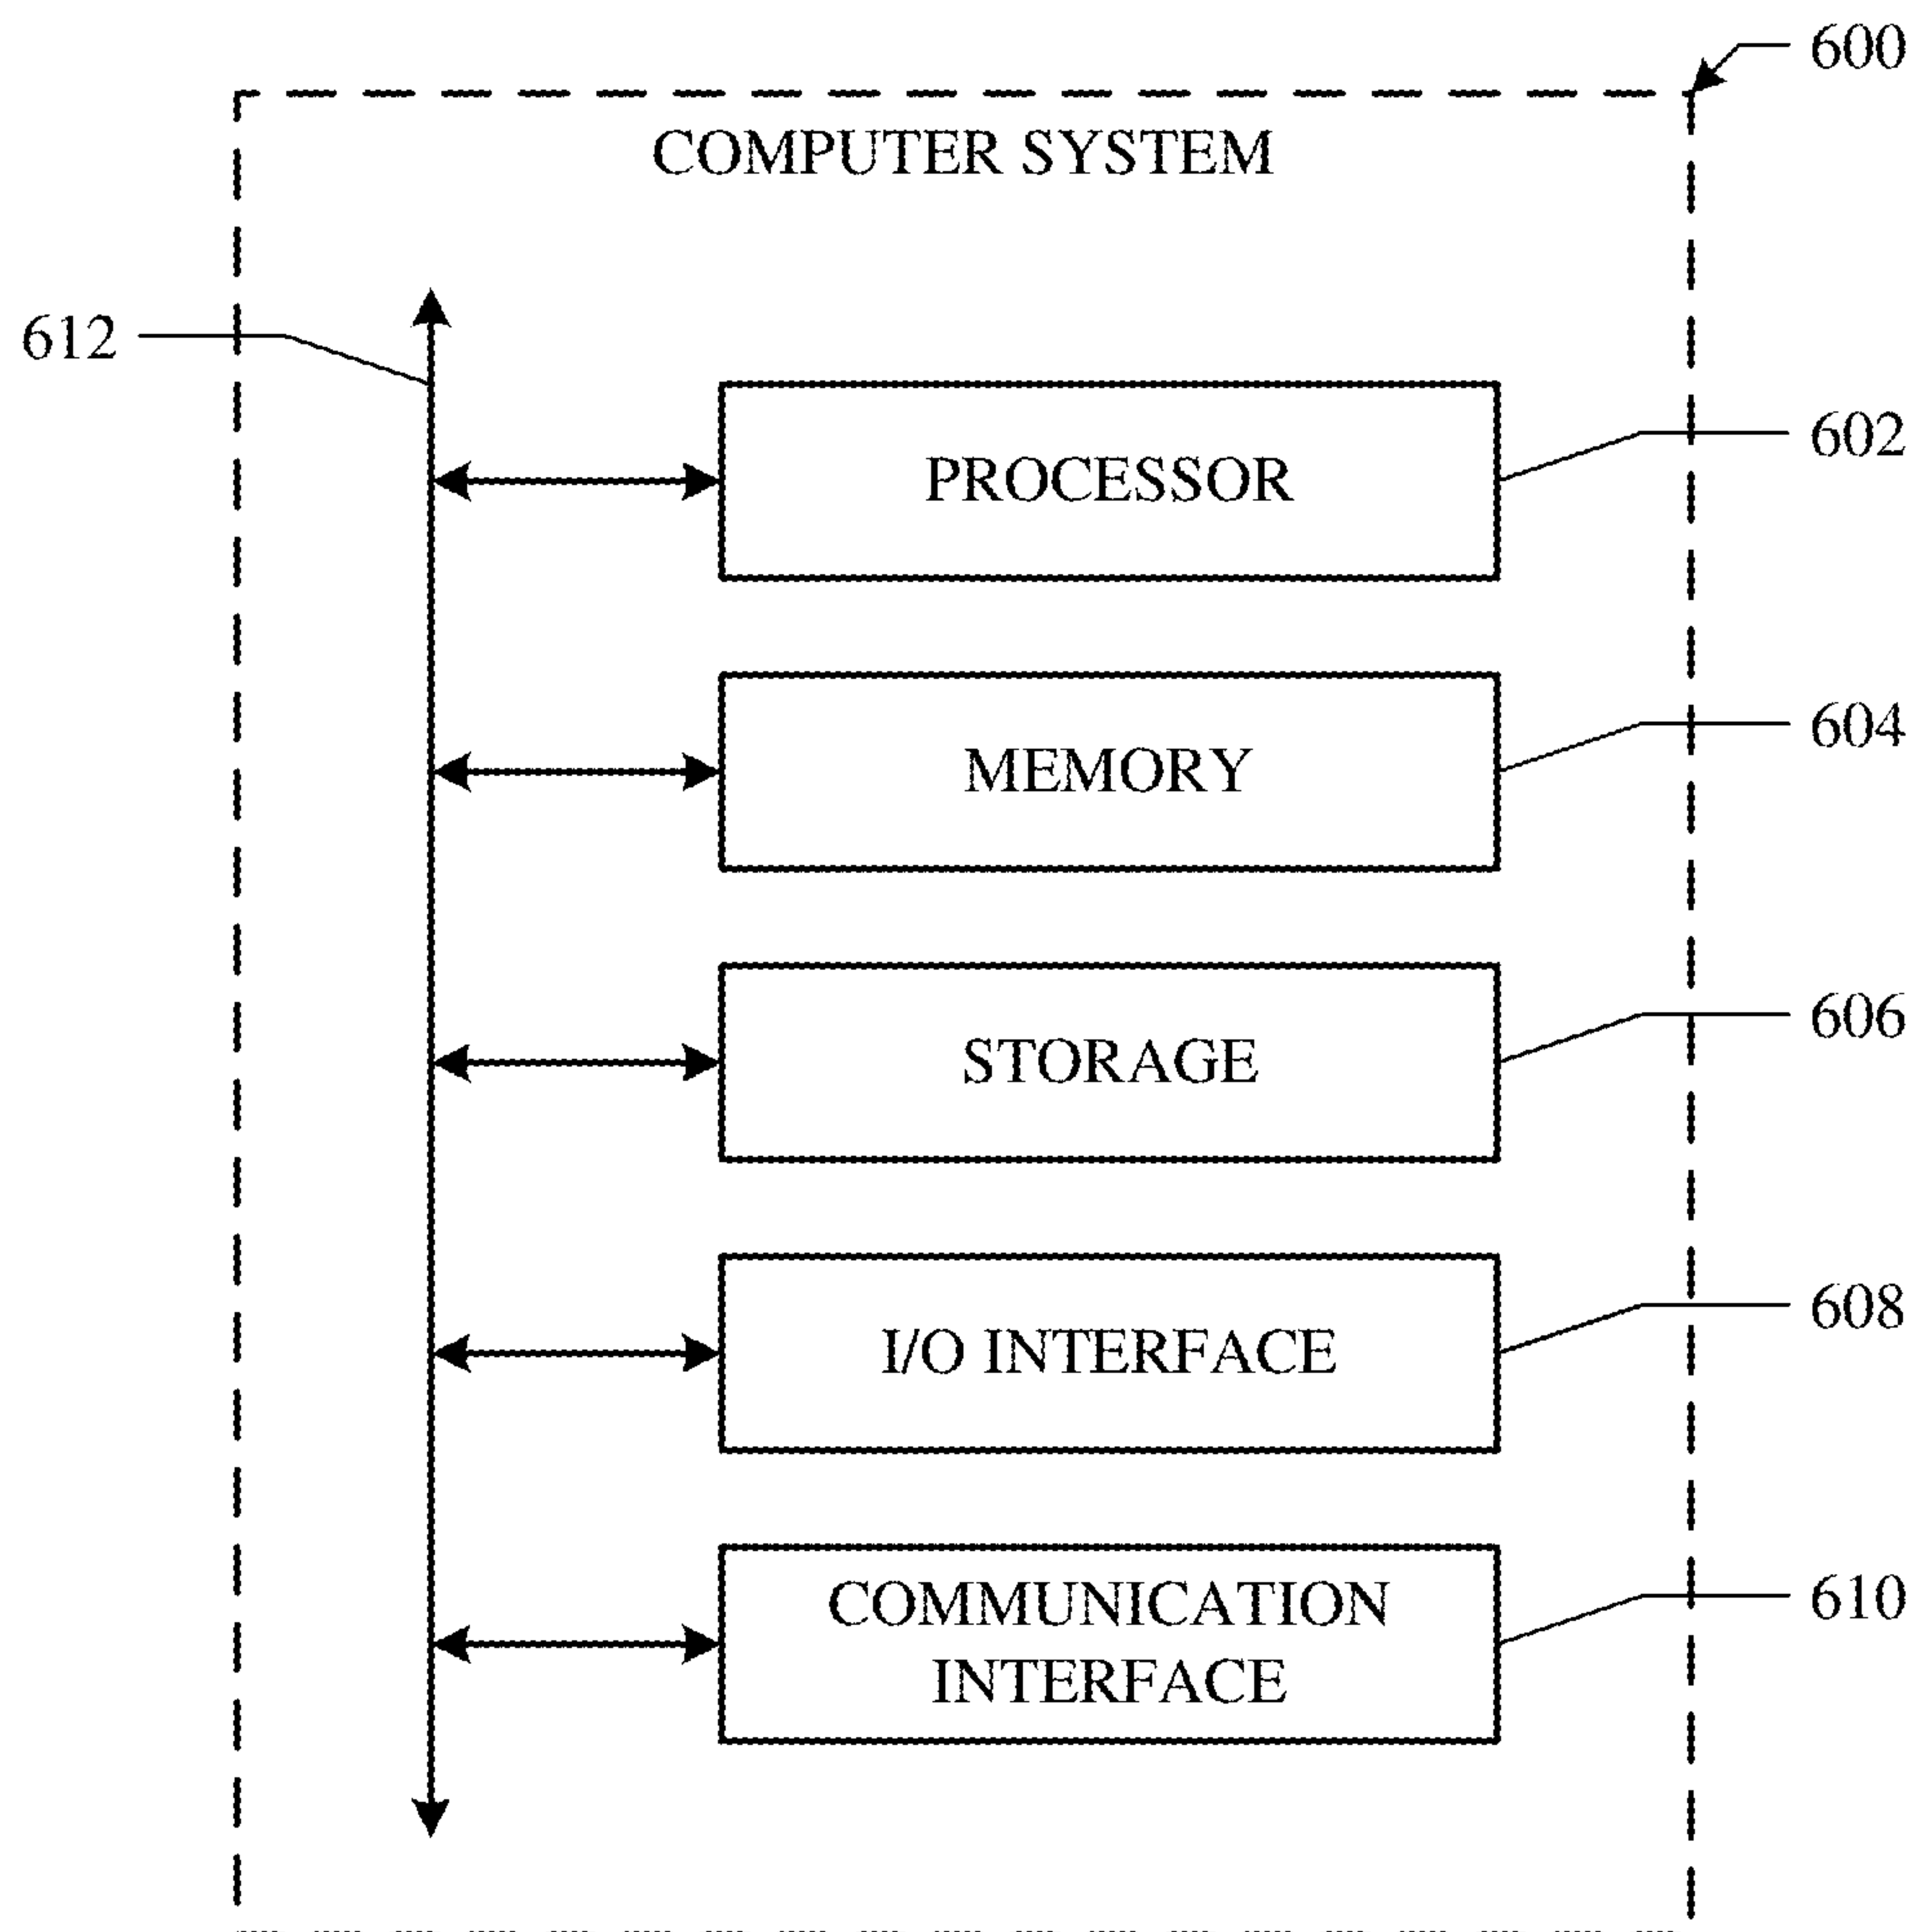 600
COMPUTER SYSTEM
612
602
PROCESSOR
604
MEMORY
606
STORAGE
608
I/O INTERFACE
610
COMMUNICATION
INTERFACE